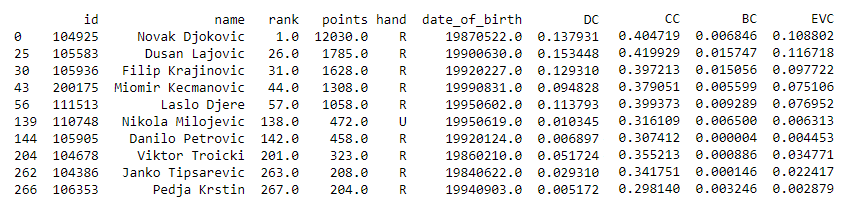 id name rank points hand date_of_birth DC CC BC EVC
0 104925 Novak Djokovic 1.0 12030.0 R 19870522.0 0.137931 0.404719 0.006846 0.108802
25 105583 Dusan Lajovic 26.0 1785.0 R 19900630.0 0.153448 0.419929 0.015747 0.116718
30 105936 Filip Krajinovic 31.0 1628.0 R 19920227.0 0.129310 0.397213 0.015056 0.097722
43 200175 Miomir Kecmanovic 44.0 1308.0 R 19990831.0 0.094828 0.379051 0.005599 0.075106
56 111513 Laslo Djere 57.0 1058.0 R 19950602.0 0.113793 0.399373 0.009289 0.076952
139 110748 Nikola Milojevic 138.0 472.0 U 19950619.0 0.010345 0.316109 0.006500 0.006313
144 105905 Danilo Petrovic 142.0 458.0 R 19920124.0 0.006897 0.307412 0.000004 0.004453
204 104678 Viktor Troicki 201.0 323.0 R 19860210.0 0.051724 0.355213 0.000886 0.034771
262 104386 Janko Tipsarevic 263.0 208.0 R 19840622.0 0.029310 0.341751 0.000146 0.022417
266 106353 Pedja Krstin 267.0 204.0 R 19940903.0 0.005172 0.298140 0.003246 0.002879